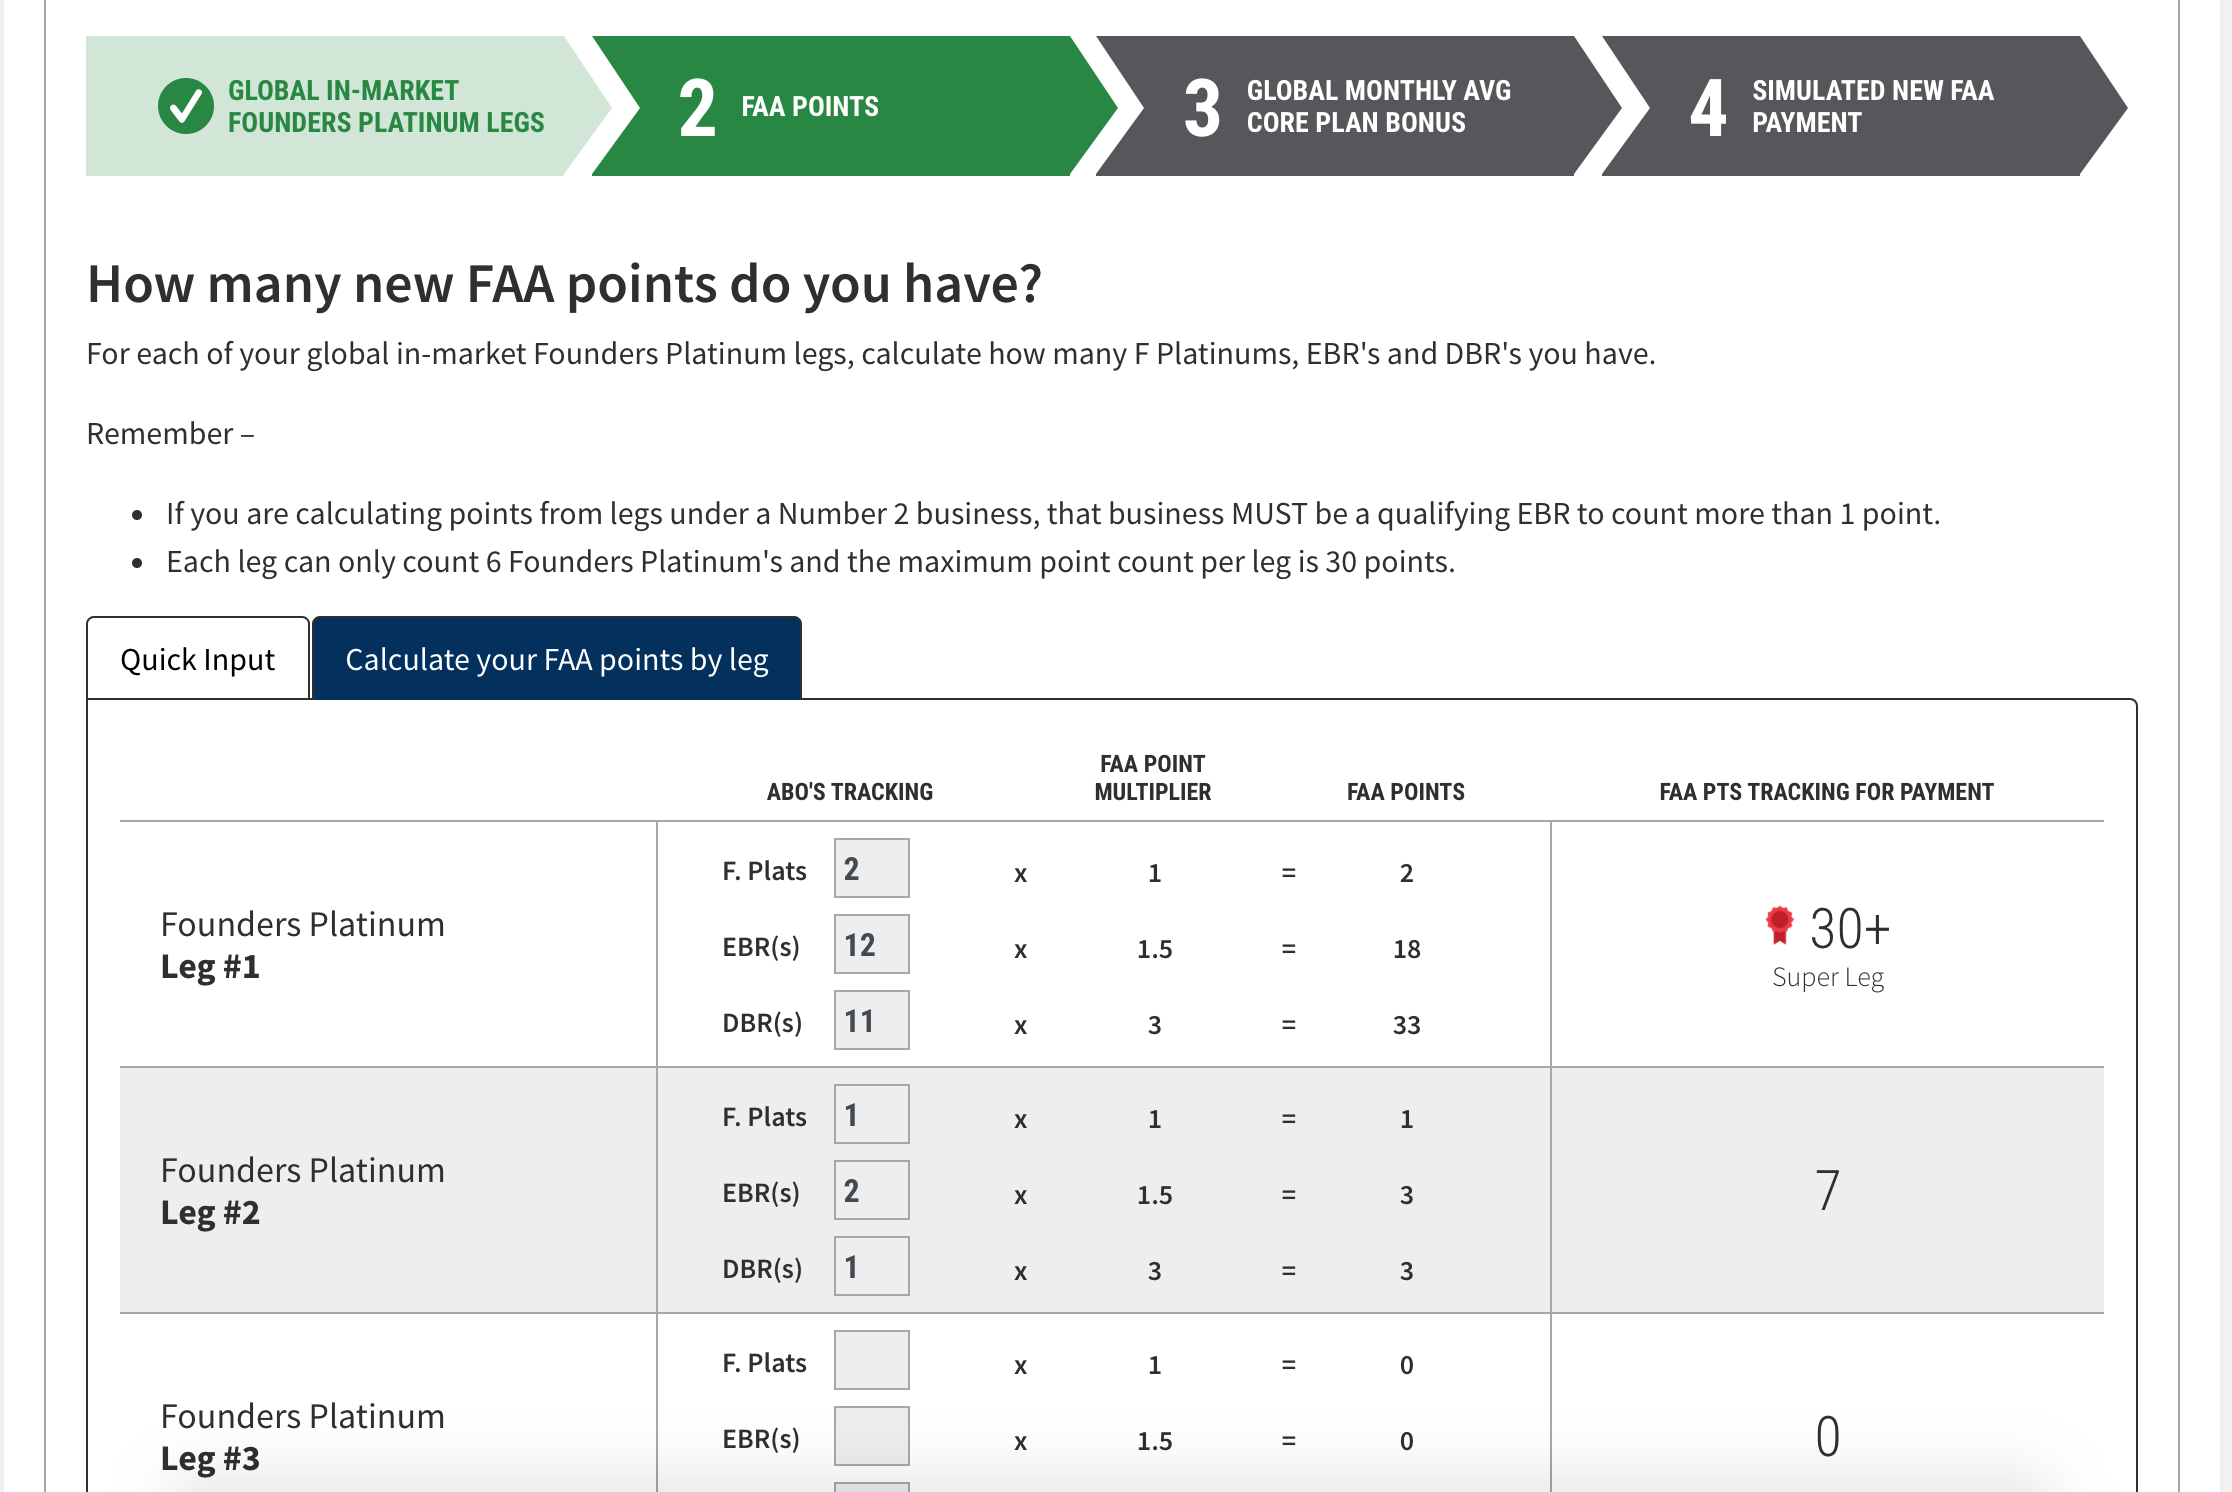 GLOBAL IN-MARKET
FOUNDERS PLATINUM LEGS
2 FAA POINTS
3 GLOBAL MONTHLY AVG
CORE PLAN BONUS
4 SIMULATED NEW FAA
PAYMENT
How many new FAA points do you have?
For each of your global in-market Founders Platinum legs, calculate how many F Platinums, EBR's and DBR's you have.
Remember –
• If you are calculating points from legs under a Number 2 business, that business MUST be a qualifying EBR to count more than 1 point.
• Each leg can only count 6 Founders Platinum's and the maximum point count per leg is 30 points.
Quick Input
Calculate your FAA points by leg
ABO'S TRACKING
FAA POINT
MULTIPLIER
FAA POINTS
FAA PTS TRACKING FOR PAYMENT
Founders Platinum
Leg #1
F. Plats 2 x 1 = 2
EBR(s) 12 x 1.5 = 18
DBR(s) 11 x 3 = 33
30+
Super Leg
Founders Platinum
Leg #2
F. Plats 1 x 1 = 1
EBR(s) 2 x 1.5 = 3
DBR(s) 1 x 3 = 3
7
Founders Platinum
Leg #3
F. Plats x 1 = 0
EBR(s) x 1.5 = 0
0